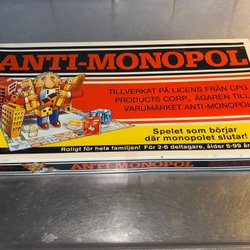 ANTI-MONOPOL
TILLVERKAT PÅ LICENS FRÅN CPG
PRODUCTS CORP., ÄGAREN TILL
VARUMÄRKET ANTI-MONOPOL
Spelet som börjar
där monopolet slutar!
Roligt för hela familjen! För 2-6 deltagare, ålder 8-99 år
ANTI-MONOPOL